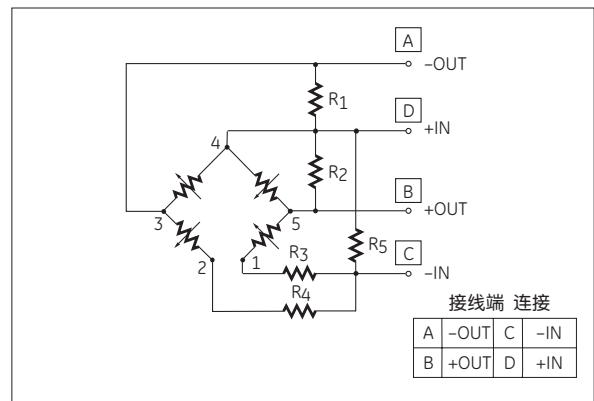 A
–OUT
R1
D
+IN
4
R2
B
+OUT
3
5
R5
C
–IN
2
1
R3
R4
接线端 连接
A –OUT C –IN
B +OUT D +IN